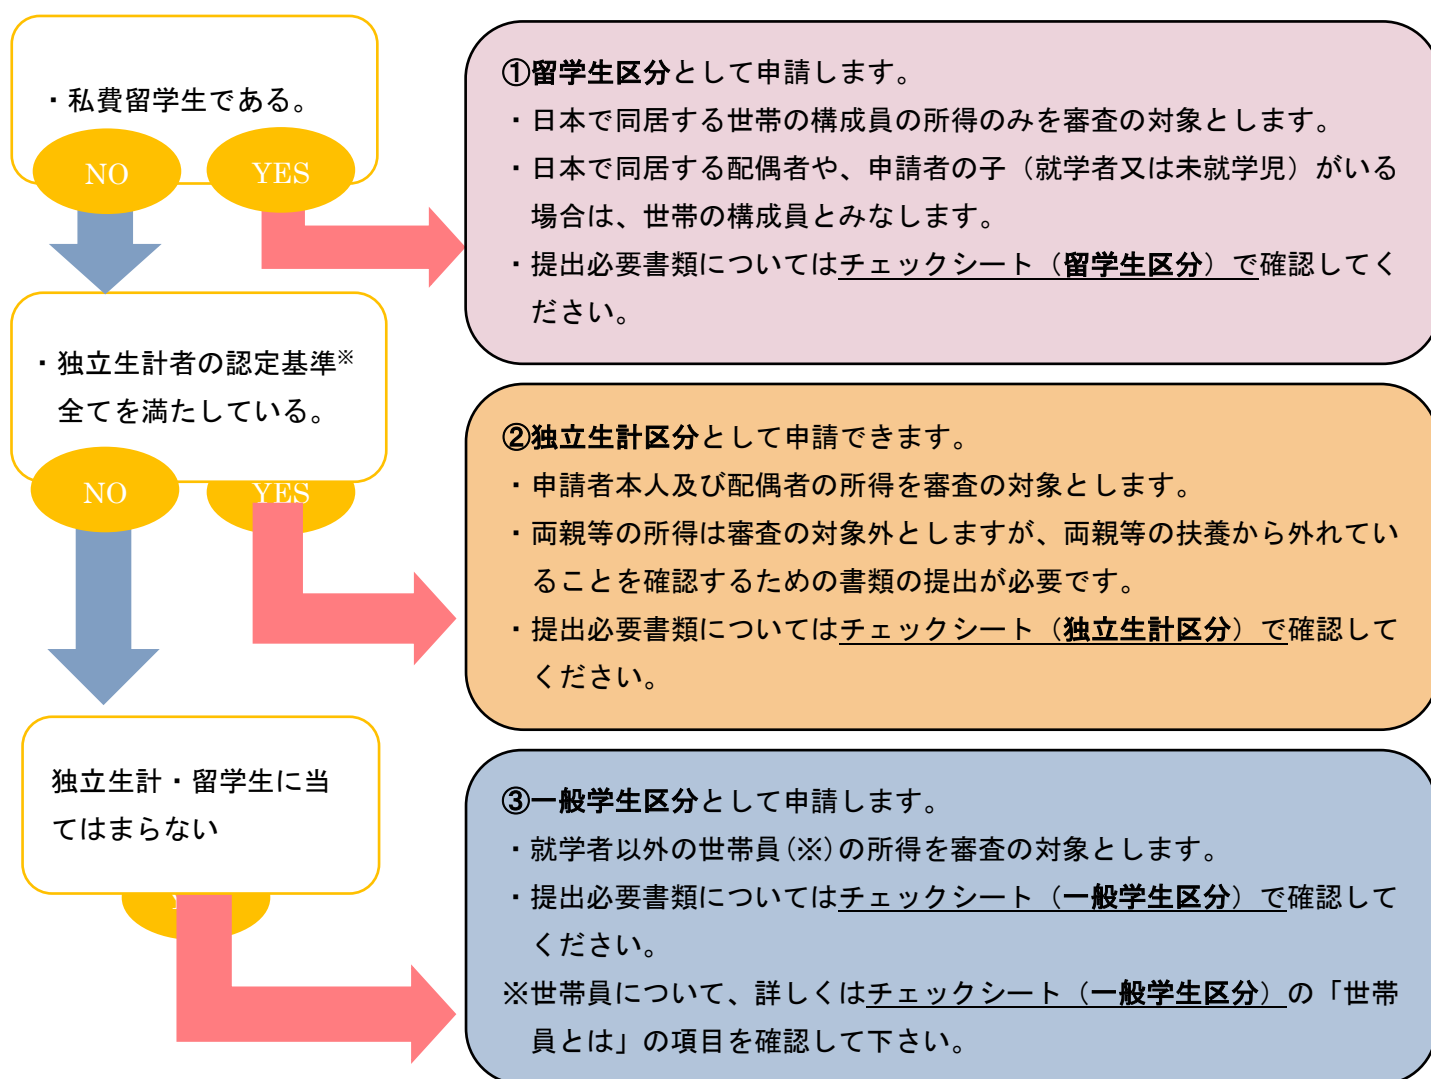 ・私費留学生である。
NO
YES
①留学生区分として申請します。
・日本で同居する世帯の構成員の所得のみを審査の対象とします。
・日本で同居する配偶者や、申請者の子（就学者又は未就学児）がいる
場合は、世帯の構成員とみなします。
・提出必要書類についてはチェックシート（留学生区分）で確認してく
ださい。
・独立生計者の認定基準※
全てを満たしている。
NO
YES
②独立生計区分として申請できます。
・申請者本人及び配偶者の所得を審査の対象とします。
・両親等の所得は審査の対象外としますが、両親等の扶養から外れてい
ることを確認するための書類の提出が必要です。
・提出必要書類についてはチェックシート（独立生計区分）で確認して
ください。
独立生計・留学生に当
てはまらない
③一般学生区分として申請します。
・就学者以外の世帯員(※)の所得を審査の対象とします。
・提出必要書類についてはチェックシート（一般学生区分）で確認して
ください。
※世帯員について、詳しくはチェックシート（一般学生区分）の「世帯
員とは」の項目を確認して下さい。